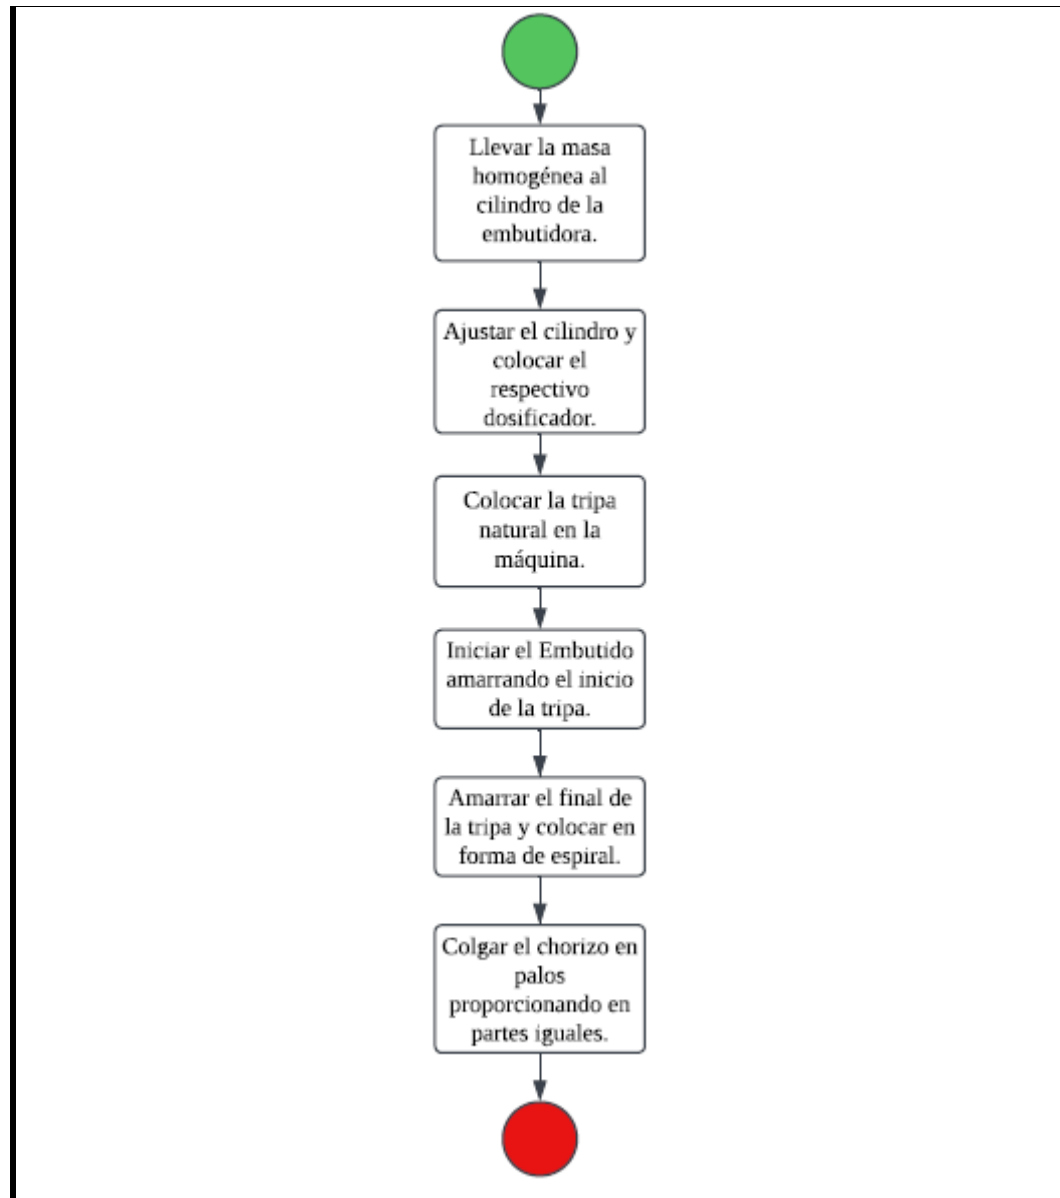 Llevar la masa
homogénea al
cilindro de la
embutidora.
Ajustar el cilindro y
colocar el
respectivo
dosificador.
Colocar la tripa
natural en la
máquina.
Iniciar el Embutido
amarrando el inicio
de la tripa.
Amarrar el final de
la tripa y colocar en
forma de espiral.
Colgar el chorizo en
palos
proporcionando en
partes iguales.